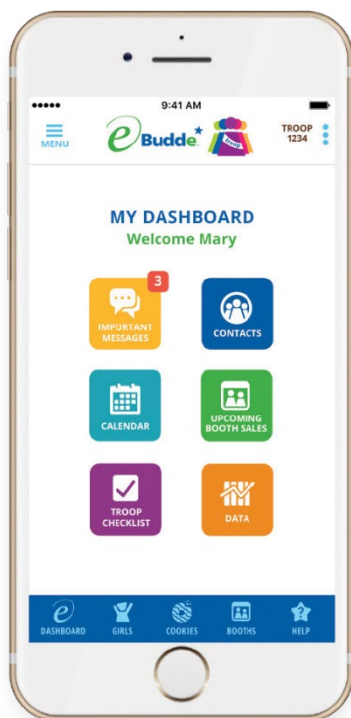 9:41 AM
MENU
eBudde
troop
TROOP
1234
MY DASHBOARD
Welcome Mary
3
IMPORTANT
MESSAGES
CONTACTS
CALENDAR
UPCOMING
BOOTH SALES
TROOP
CHECKLIST
DATA
e
?
DASHBOARD
GIRLS
COOKIES
BOOTHS
HELP